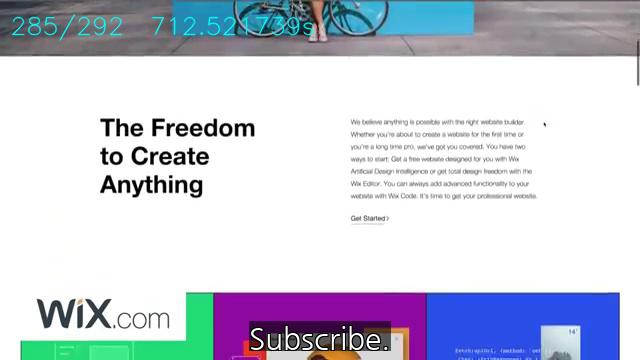 285/292 712.521739s
The Freedom
to Create
Anything
We believe anything is possible with the right website builder.
Whether you're about to create a website for the first time or
you're a long time pro, we've got you covered. You have two
ways to start: Get a free website designed for you with Wix
Artificial Design Intelligence or get total design freedom with the
Wix Editor. You can always add advanced functionality to your
website with Wix Code. It's time to get your professional website.
Get Started>
WiX.com
Subscribe.